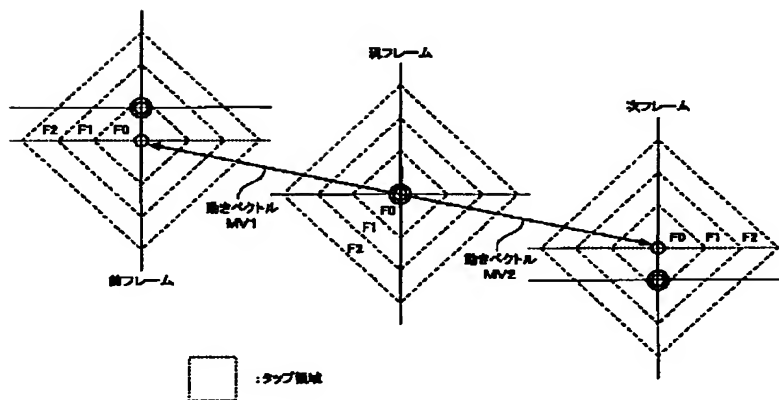 現フレーム
次フレーム
F2 F1 F0
動きベクトル
MV1
F0
F1
F2
前フレーム
F0 F1 F2
動きベクトル
MV2
:タップ領域